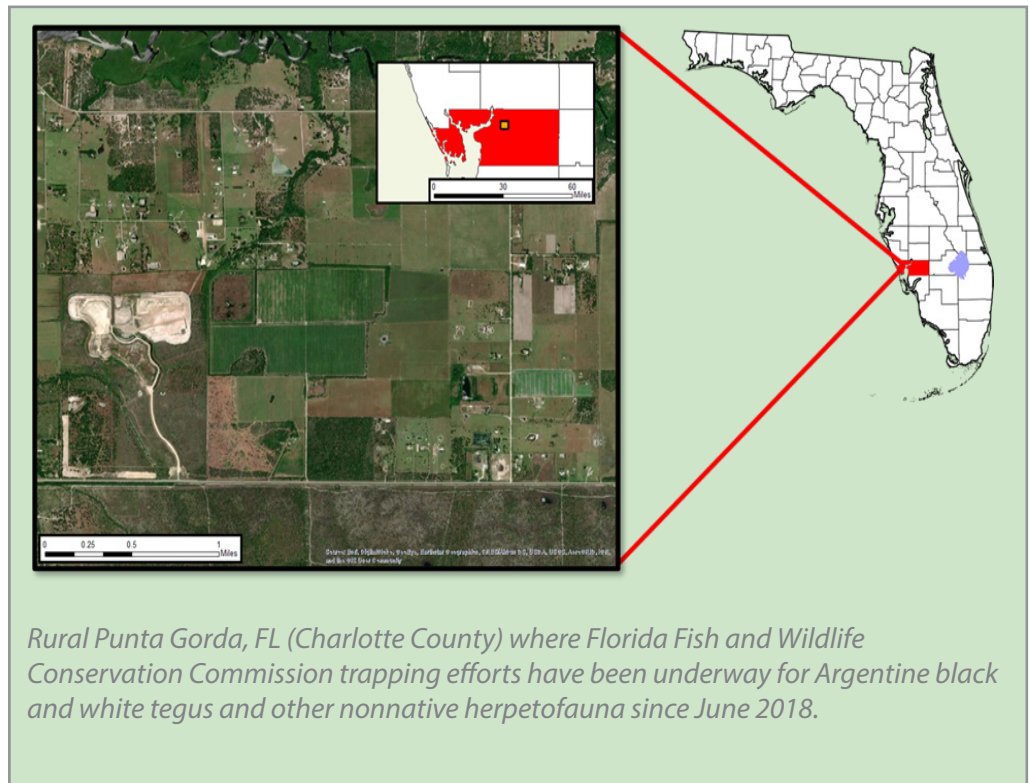 0 30 60
Miles
0 0.25 0.5 1
Miles
Rural Punta Gorda, FL (Charlotte County) where Florida Fish and Wildlife
Conservation Commission trapping efforts have been underway for Argentine black
and white tegus and other nonnative herpetofauna since June 2018.